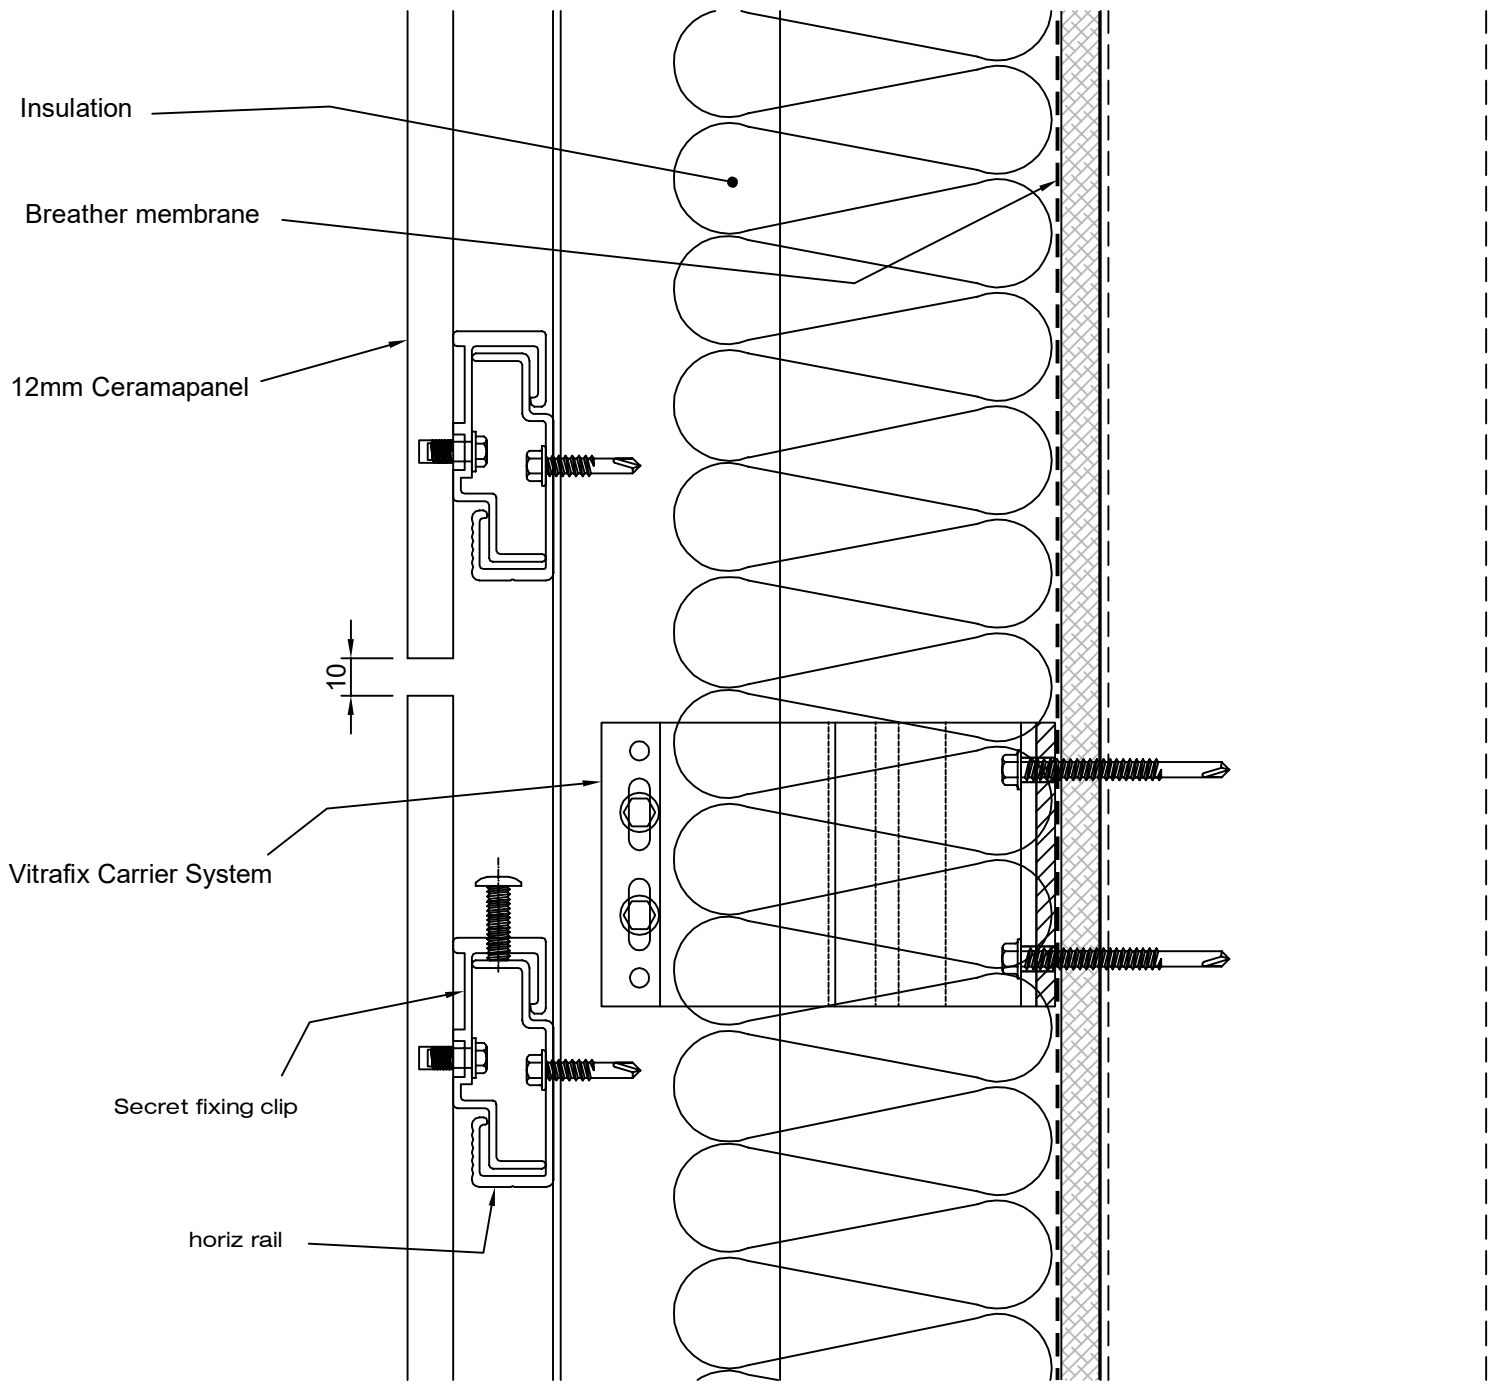 Insulation
Breather membrane
12mm Ceramapanel
10
Vitrafix Carrier System
Secret fixing clip
horiz rail